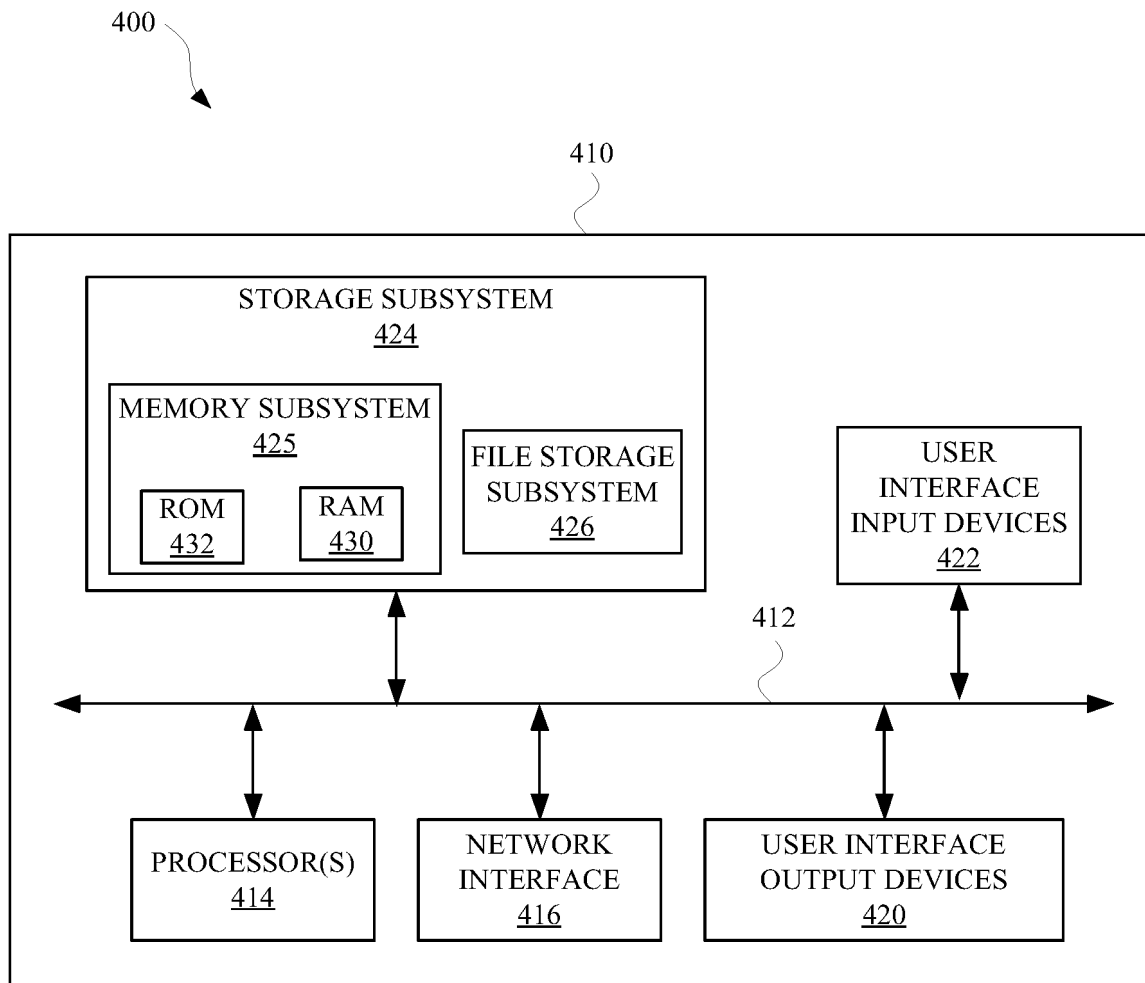 400
410
STORAGE SUBSYSTEM
424
MEMORY SUBSYSTEM
425
ROM
432
RAM
430
FILE STORAGE
SUBSYSTEM
426
USER
INTERFACE
INPUT DEVICES
422
412
PROCESSOR(S)
414
NETWORK
INTERFACE
416
USER INTERFACE
OUTPUT DEVICES
420